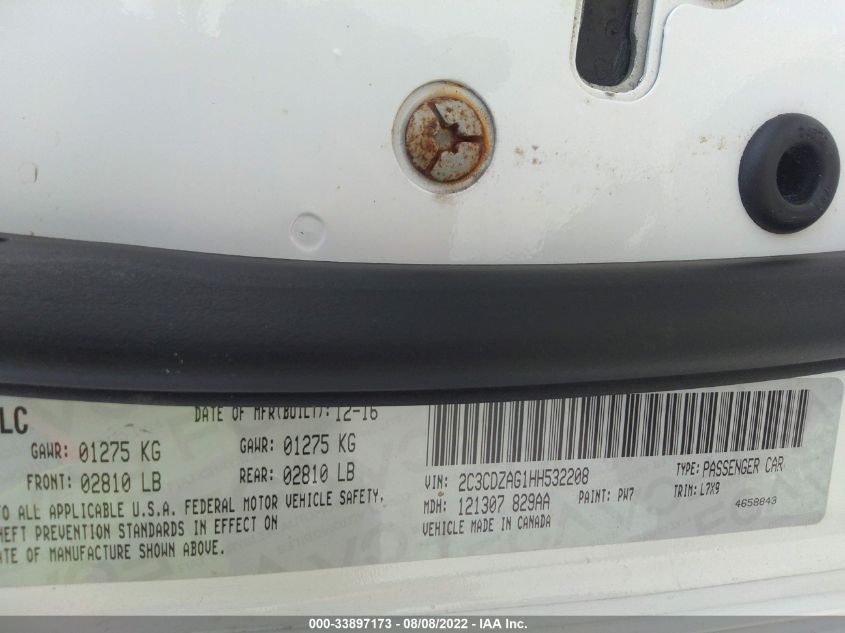 LC
DATE OF MFR(BUILT): 12-16
GAWR: 01275 KG
GAWR: 01275 KG
FRONT: 02810 LB
REAR: 02810 LB
TO ALL APPLICABLE U.S.A. FEDERAL MOTOR VEHICLE SAFETY,
THEFT PREVENTION STANDARDS IN EFFECT ON
DATE OF MANUFACTURE SHOWN ABOVE.
VIN: 2C3CDZAG1HH532208
TYPE: PASSENGER CAR
MDH: 121307 829AA
PAINT: PW7
TRIM: L7X9
VEHICLE MADE IN CANADA
4658843
000-33897173 - 08/08/2022 - IAA Inc.